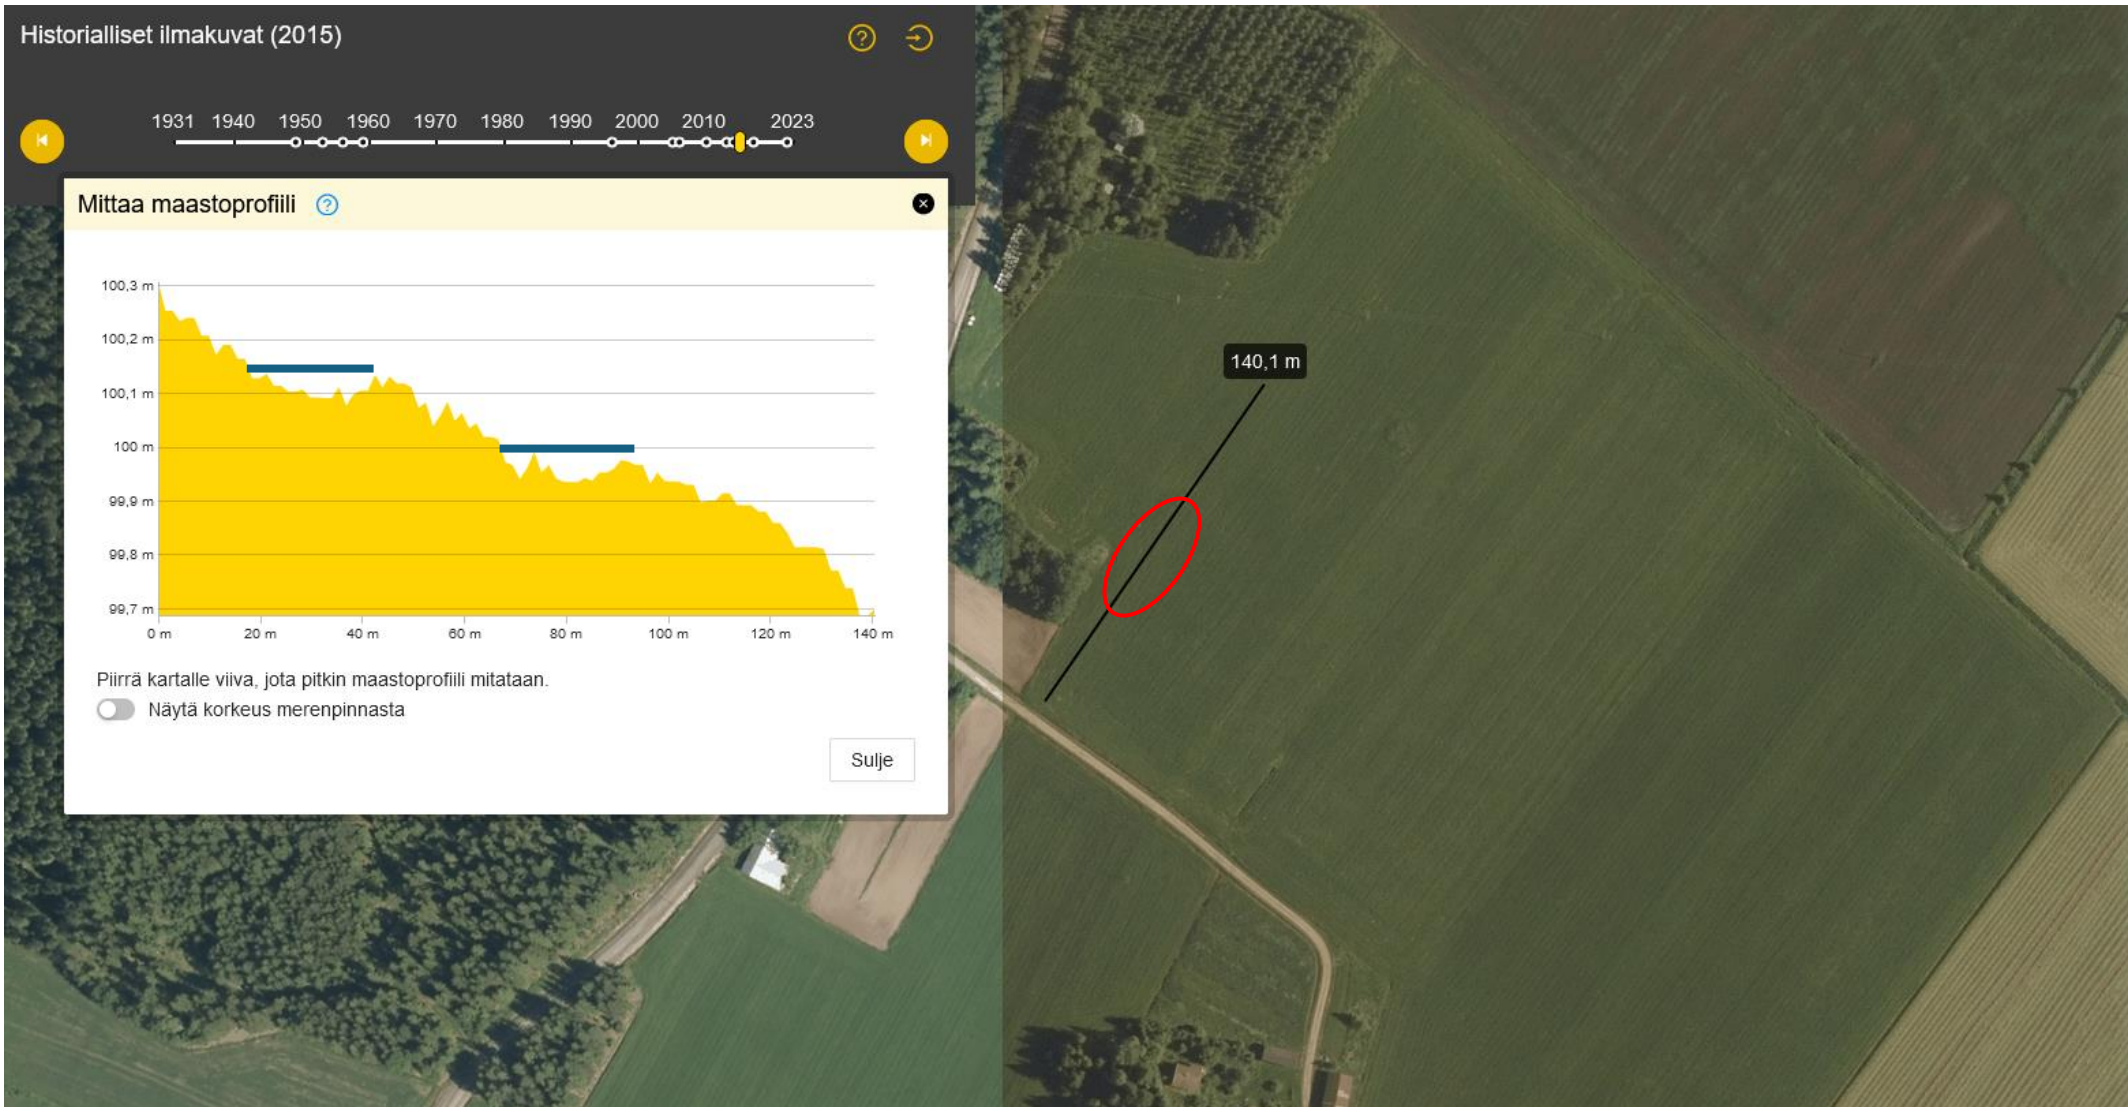 Historialliset ilmakuvat (2015)
1931 1940 1950 1960 1970 1980 1990 2000 2010 2023
Mittaa maastoprofiili
100,3 m
100,2 m
100,1 m
100 m
99,9 m
99,8 m
99,7 m
0 m 20 m 40 m 60 m 80 m 100 m 120 m 140 m
Piirrä kartalle viiva, jota pitkin maastoprofiili mitataan.
Näytä korkeus merenpinnasta
Sulje
140,1 m